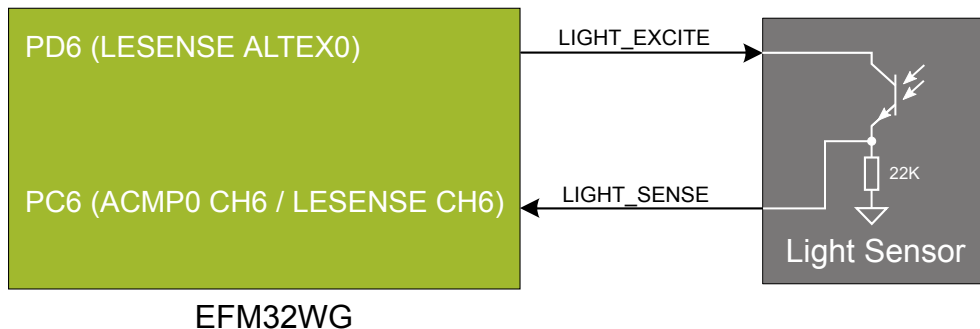 PD6 (LESENSE ALTEX0)
LIGHT_EXCITE
22K
PC6 (ACMP0 CH6 / LESENSE CH6)
LIGHT_SENSE
Light Sensor
EFM32WG